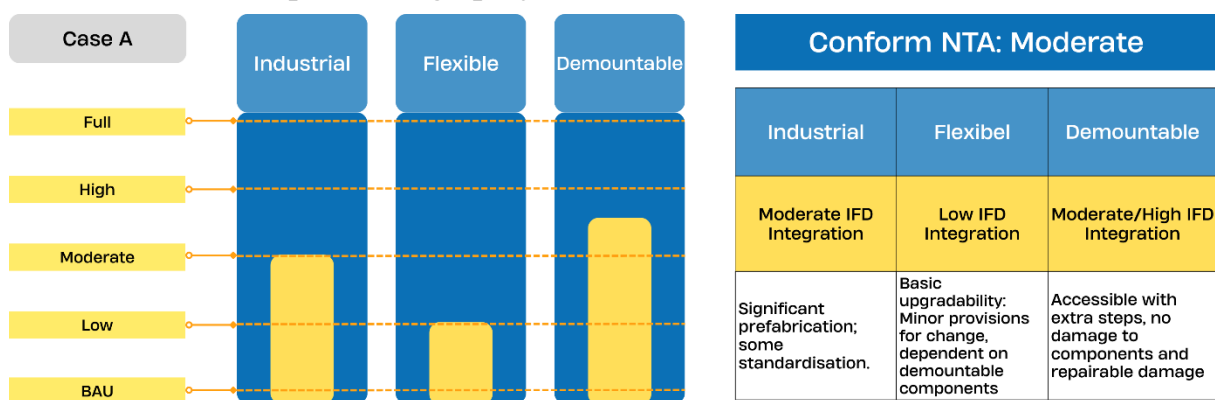 Case A
Industrial
Flexible
Demountable
Full
High
Moderate
Low
BAU
Conform NTA: Moderate
Industrial
Flexibel
Demountable
Moderate IFD
Integration
Low IFD
Integration
Moderate/High IFD
Integration
Significant
prefabrication;
some
standardisation.
Basic
upgradability:
Minor provisions
for change,
dependent on
demountable
components
Accessible with
extra steps, no
damage to
components and
repairable damage